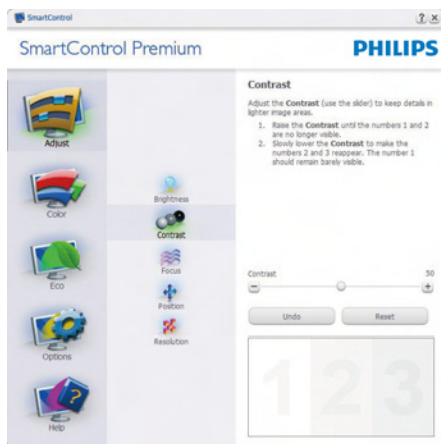 SmartControl
SmartControl Premium
PHILIPS
Adjust
Color
Eco
Options
Help
Brightness
Contrast
Focus
Position
Resolution
Contrast
Adjust the Contrast (use the slider) to keep details in
lighter image areas.
1. Raise the Contrast until the numbers 1 and 2
are no longer visible.
2. Slowly lower the Contrast to make the
numbers 2 and 3 reappear. The number 1
should remain barely visible.
Contrast 50
Undo Reset
1 2 3